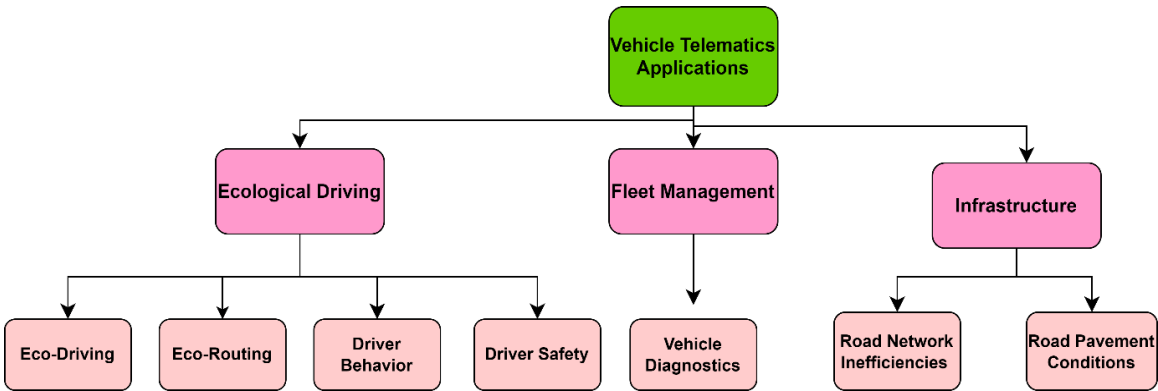 Vehicle Telematics
Applications
Ecological Driving
Fleet Management
Infrastructure
Eco-Driving
Eco-Routing
Driver
Behavior
Driver Safety
Vehicle
Diagnostics
Road Network
Inefficiencies
Road Pavement
Conditions